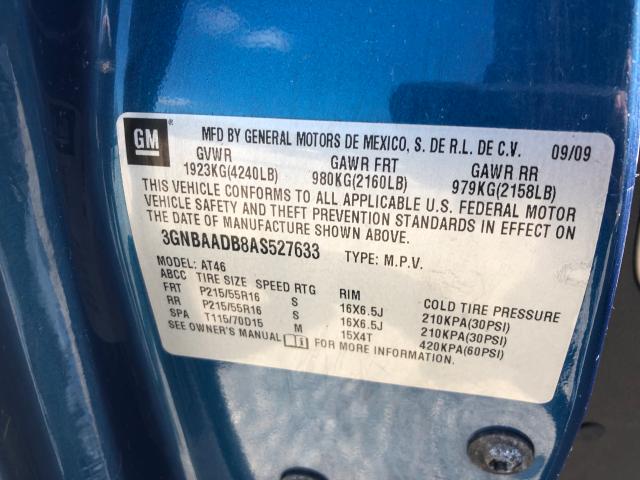 GM ® MFD BY GENERAL MOTORS DE MEXICO, S. DE R.L. DE C.V. 09/09
GVWR GAWR FRT GAWR RR
1923KG(4240LB) 980KG(2160LB) 979KG(2158LB)
THIS VEHICLE CONFORMS TO ALL APPLICABLE U.S. FEDERAL MOTOR
VEHICLE SAFETY AND THEFT PREVENTION STANDARDS IN EFFECT ON
THE DATE OF MANUFACTURE SHOWN ABOVE.
3GNBAADB8AS527633 TYPE: M.P.V.
MODEL: AT46
ABCC TIRE SIZE SPEED RTG RIM COLD TIRE PRESSURE
FRT P215/55R16 S 16X6.5J 210KPA(30PSI)
RR P215/55R16 S 16X6.5J 210KPA(30PSI)
SPA T115/70D15 M 15X4T 420KPA(60PSI)
SEE OWNER'S MANUAL i FOR MORE INFORMATION.